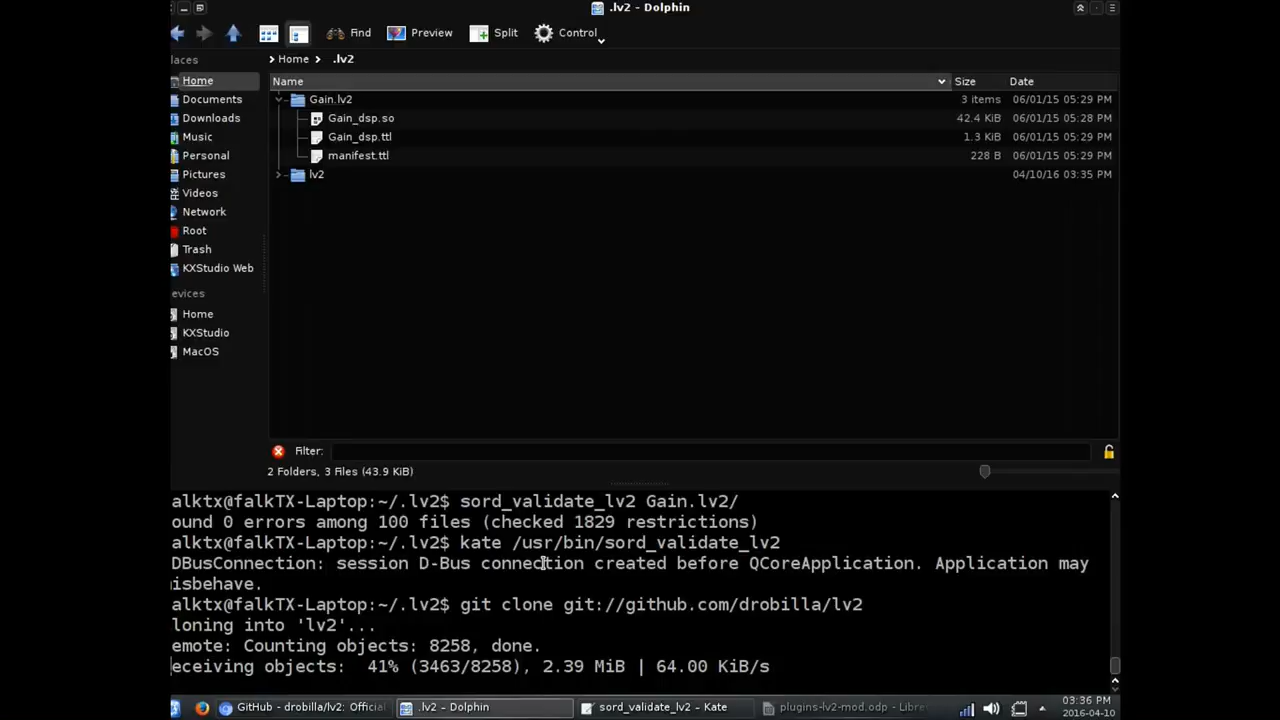 .lv2 - Dolphin
Find Preview Split Control
laces
Home > .lv2
Home
Documents
Downloads
Music
Personal
Pictures
Videos
Network
Root
Trash
KXStudio Web
evices
Home
KXStudio
MacOS
Name Size Date
Gain.lv2 3 items 06/01/15 05:29 PM
Gain_dsp.so 42.4 KiB 06/01/15 05:28 PM
Gain_dsp.ttl 1.3 KiB 06/01/15 05:29 PM
manifest.ttl 228 B 06/01/15 05:29 PM
lv2 04/10/16 03:35 PM
Filter:
2 Folders, 3 Files (43.9 KiB)
alktx@falkTX-Laptop:~/.lv2$ sord_validate_lv2 Gain.lv2/
ound 0 errors among 100 files (checked 1829 restrictions)
alktx@falkTX-Laptop:~/.lv2$ kate /usr/bin/sord_validate_lv2
DBusConnection: session D-Bus connection created before QCoreApplication. Application may
isbehave.
alktx@falkTX-Laptop:~/.lv2$ git clone git://github.com/drobilla/lv2
loning into 'lv2'...
emote: Counting objects: 8258, done.
eceiving objects: 41% (3463/8258), 2.39 MiB | 64.00 KiB/s
GitHub - drobilla/lv2: Official .lv2 - Dolphin sord_validate_lv2 - Kate plugins-lv2-mod.odp - Libre 03:36 PM
2016-04-10